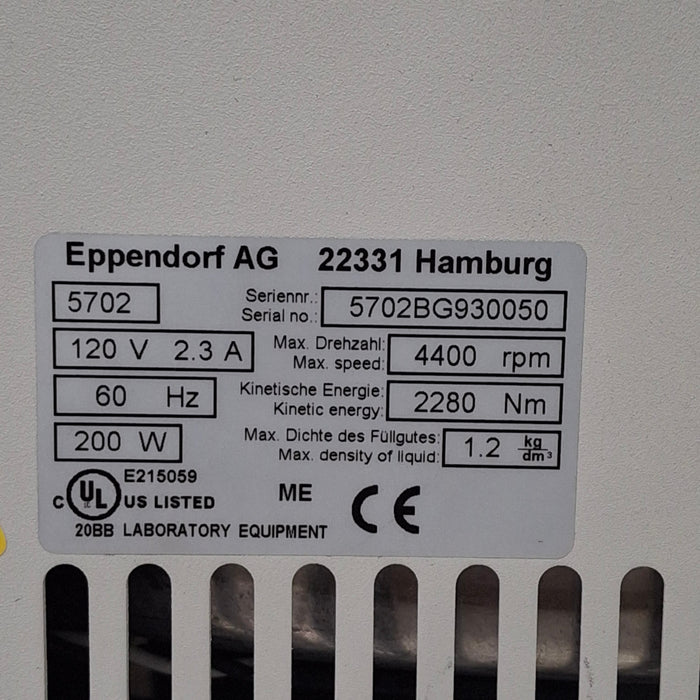 Eppendorf AG 22331 Hamburg
5702 Seriennr.: Serial no.: 5702BG930050
120 V 2.3 A Max. Drehzahl: Max. speed: 4400 rpm
60 Hz Kinetische Energie: Kinetic energy: 2280 Nm
200 W Max. Dichte des Füllgutes: Max. density of liquid: 1.2 kg/dm³
E215059
C UL US LISTED ME CE
20BB LABORATORY EQUIPMENT